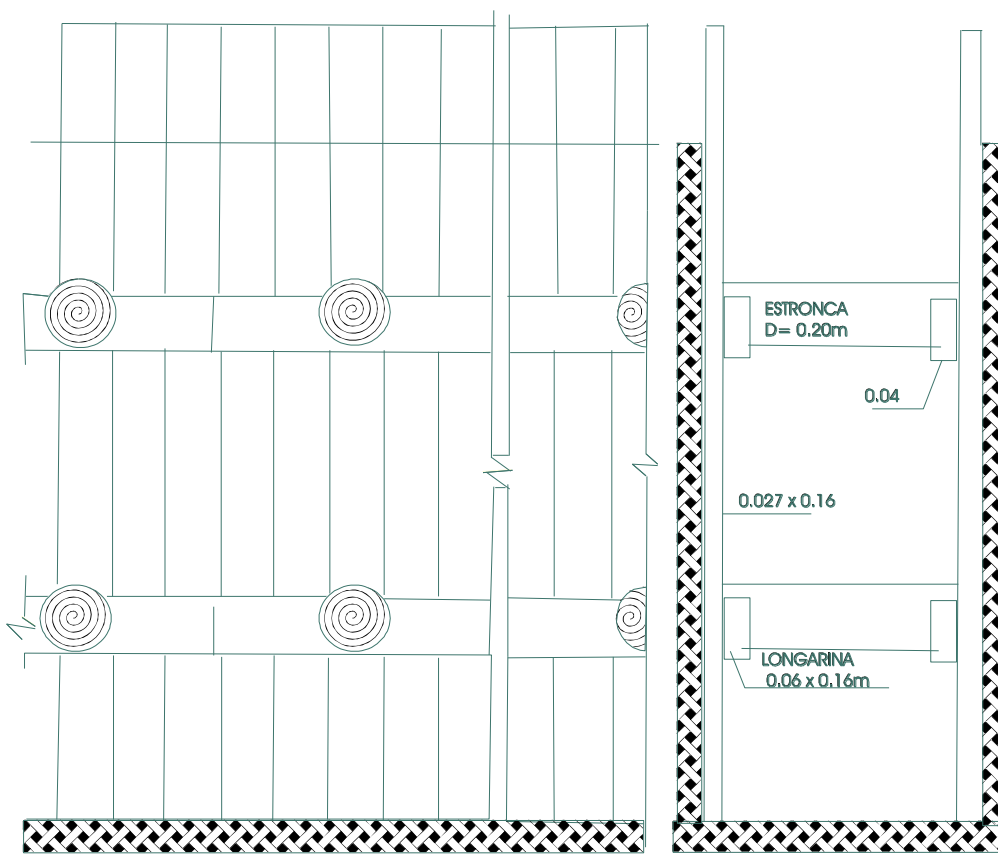 ESTRONCA
D= 0.20m
0.04
0.027 x 0.16
LONGARINA
0.06 x 0.16m